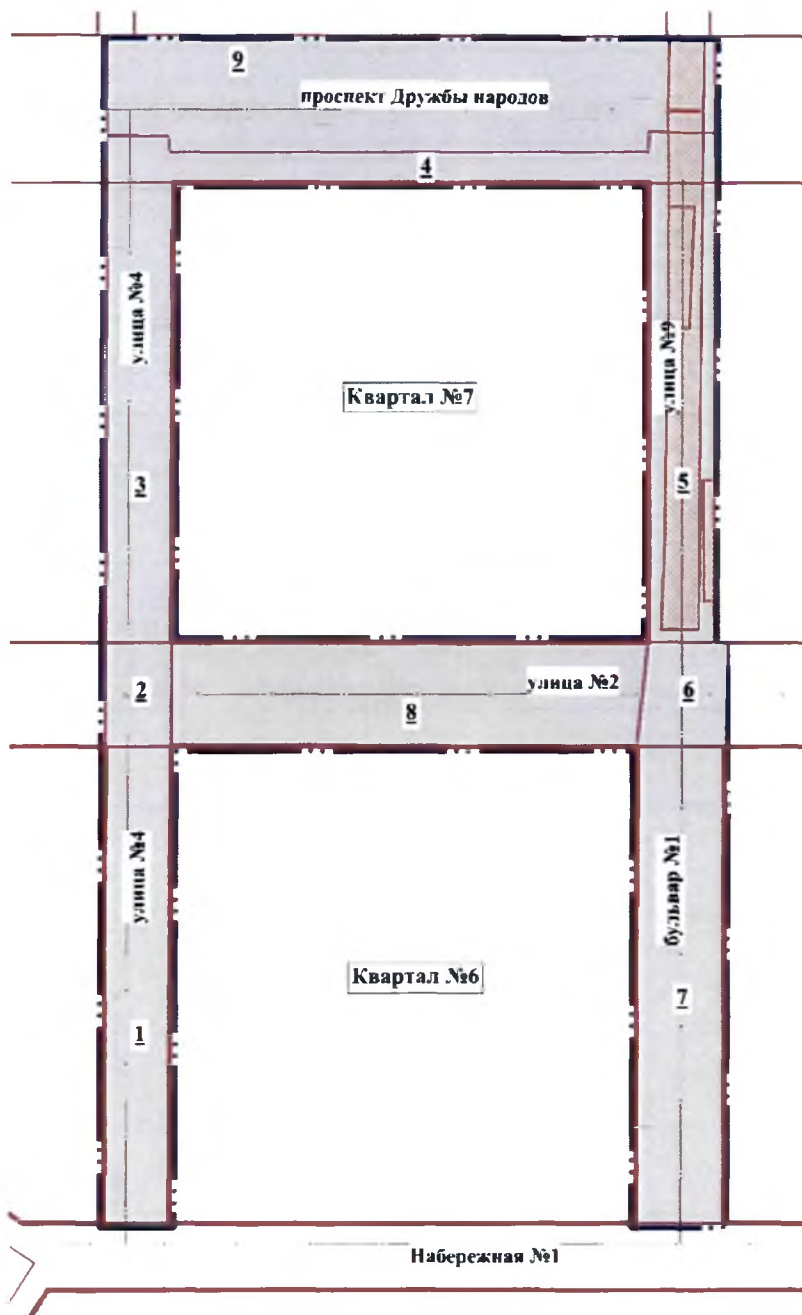 9
проспект Дружбы народов
4
улица №4
улица №9
Квартал №7
3
5
2
улица №2
6
8
улица №4
бульвар №1
Квартал №6
7
1
Набережная №1